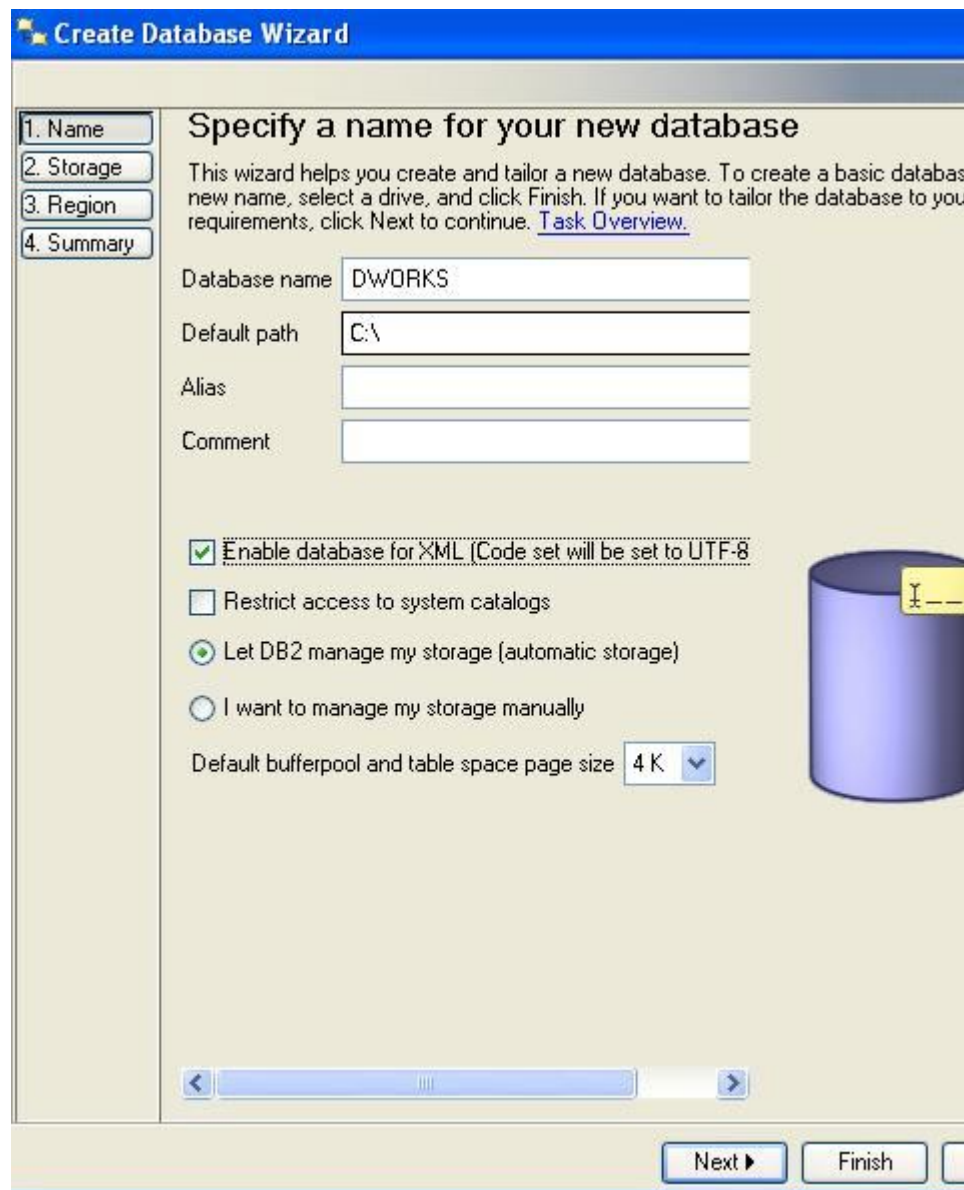 Create Database Wizard
1. Name
2. Storage
3. Region
4. Summary
Specify a name for your new database
This wizard helps you create and tailor a new database. To create a basic databas
new name, select a drive, and click Finish. If you want to tailor the database to you
requirements, click Next to continue. Task Overview.
Database name DWORKS
Default path C:\
Alias
Comment
Enable database for XML (Code set will be set to UTF-8
Restrict access to system catalogs
Let DB2 manage my storage (automatic storage)
I want to manage my storage manually
Default bufferpool and table space page size 4 K
Next Finish